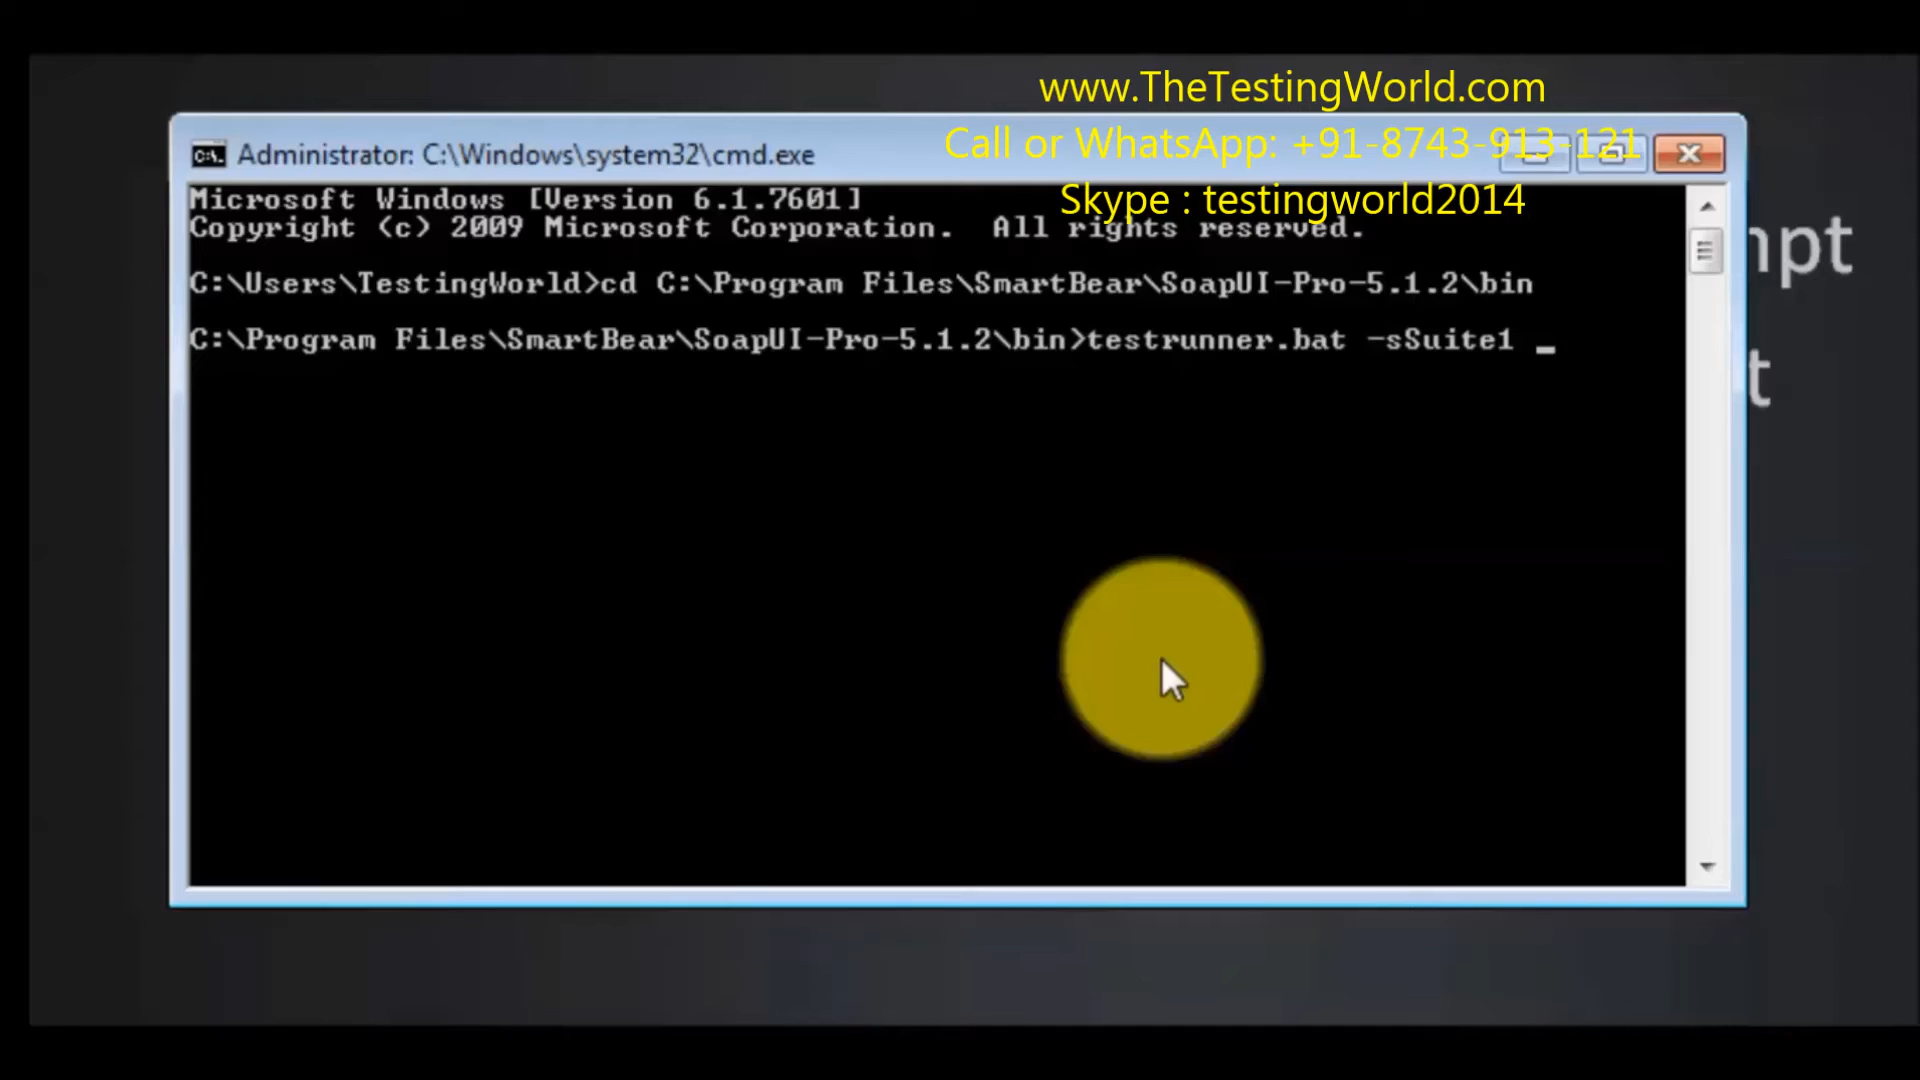 www.TheTestingWorld.com
Call or WhatsApp: +91-8743-913-121
Skype : testingworld2014
Administrator: C:\Windows\system32\cmd.exe
Microsoft Windows [Version 6.1.7601]
Copyright (c) 2009 Microsoft Corporation.  All rights reserved.
C:\Users\TestingWorld>cd C:\Program Files\SmartBear\SoapUI-Pro-5.1.2\bin
C:\Program Files\SmartBear\SoapUI-Pro-5.1.2\bin>testrunner.bat -sSuite1 _